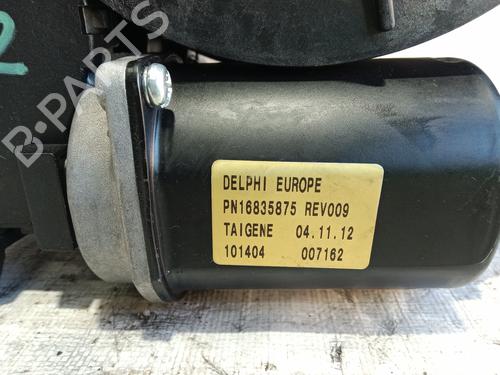 B-PARTS
DELPHI EUROPE
PN16835875 REV009
TAIGENE 04.11.12
101404 007162